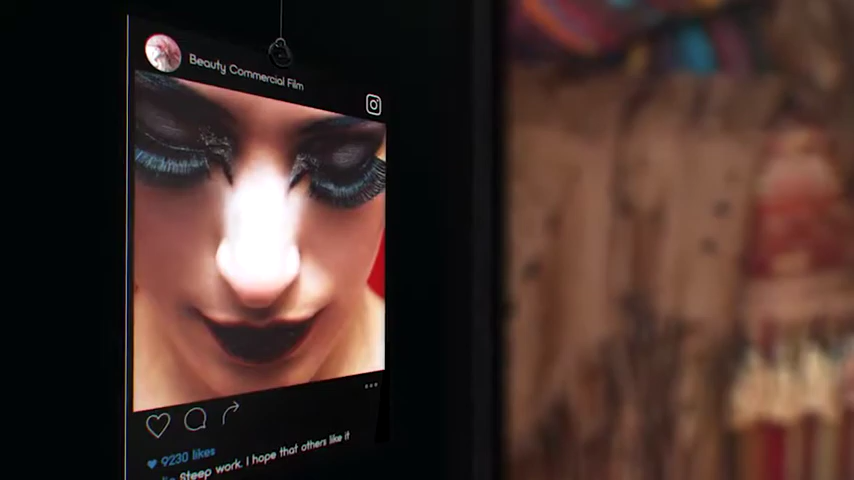 Beauty Commercial Film
9230 likes
Steep work. I hope that others like it